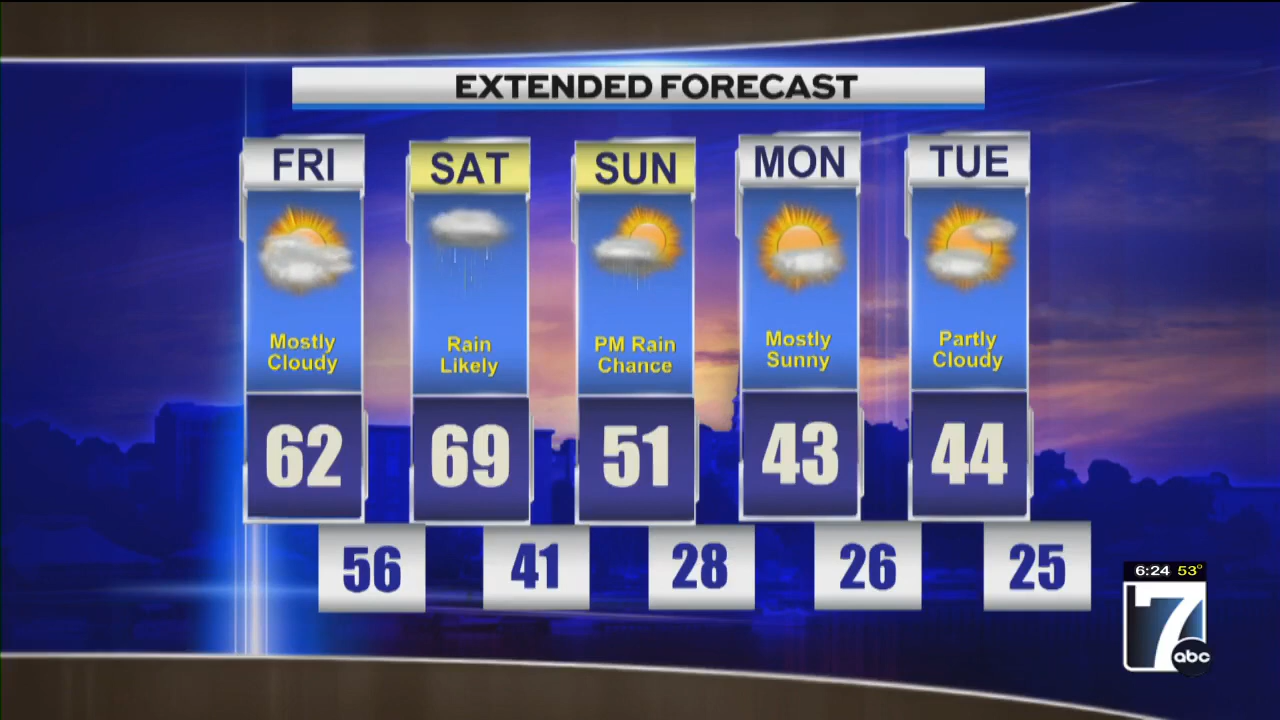 EXTENDED FORECAST
FRI SAT SUN MON TUE
Mostly Cloudy
Rain Likely
PM Rain Chance
Mostly Sunny
Partly Cloudy
62 69 51 43 44
56 41 28 26 25
6:24 53°
7
abc